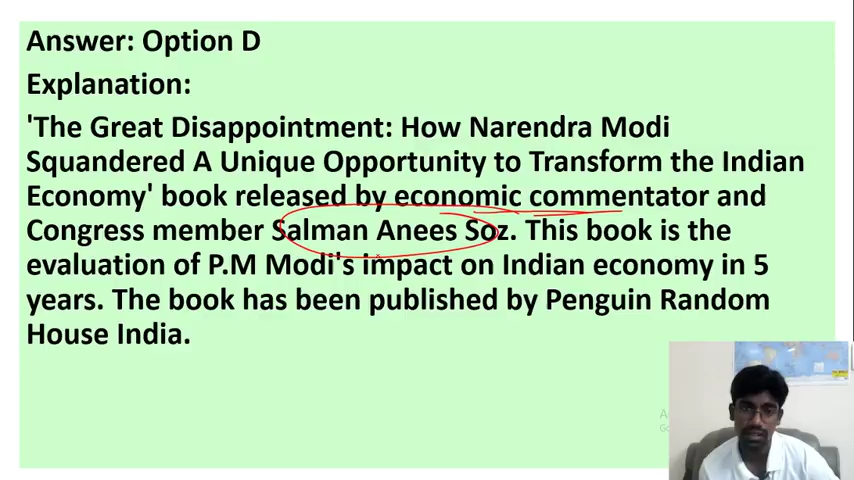 Answer: Option D
Explanation:
'The Great Disappointment: How Narendra Modi
Squandered A Unique Opportunity to Transform the Indian
Economy' book released by economic commentator and
Congress member Salman Anees Soz. This book is the
evaluation of P.M Modi's impact on Indian economy in 5
years. The book has been published by Penguin Random
House India.